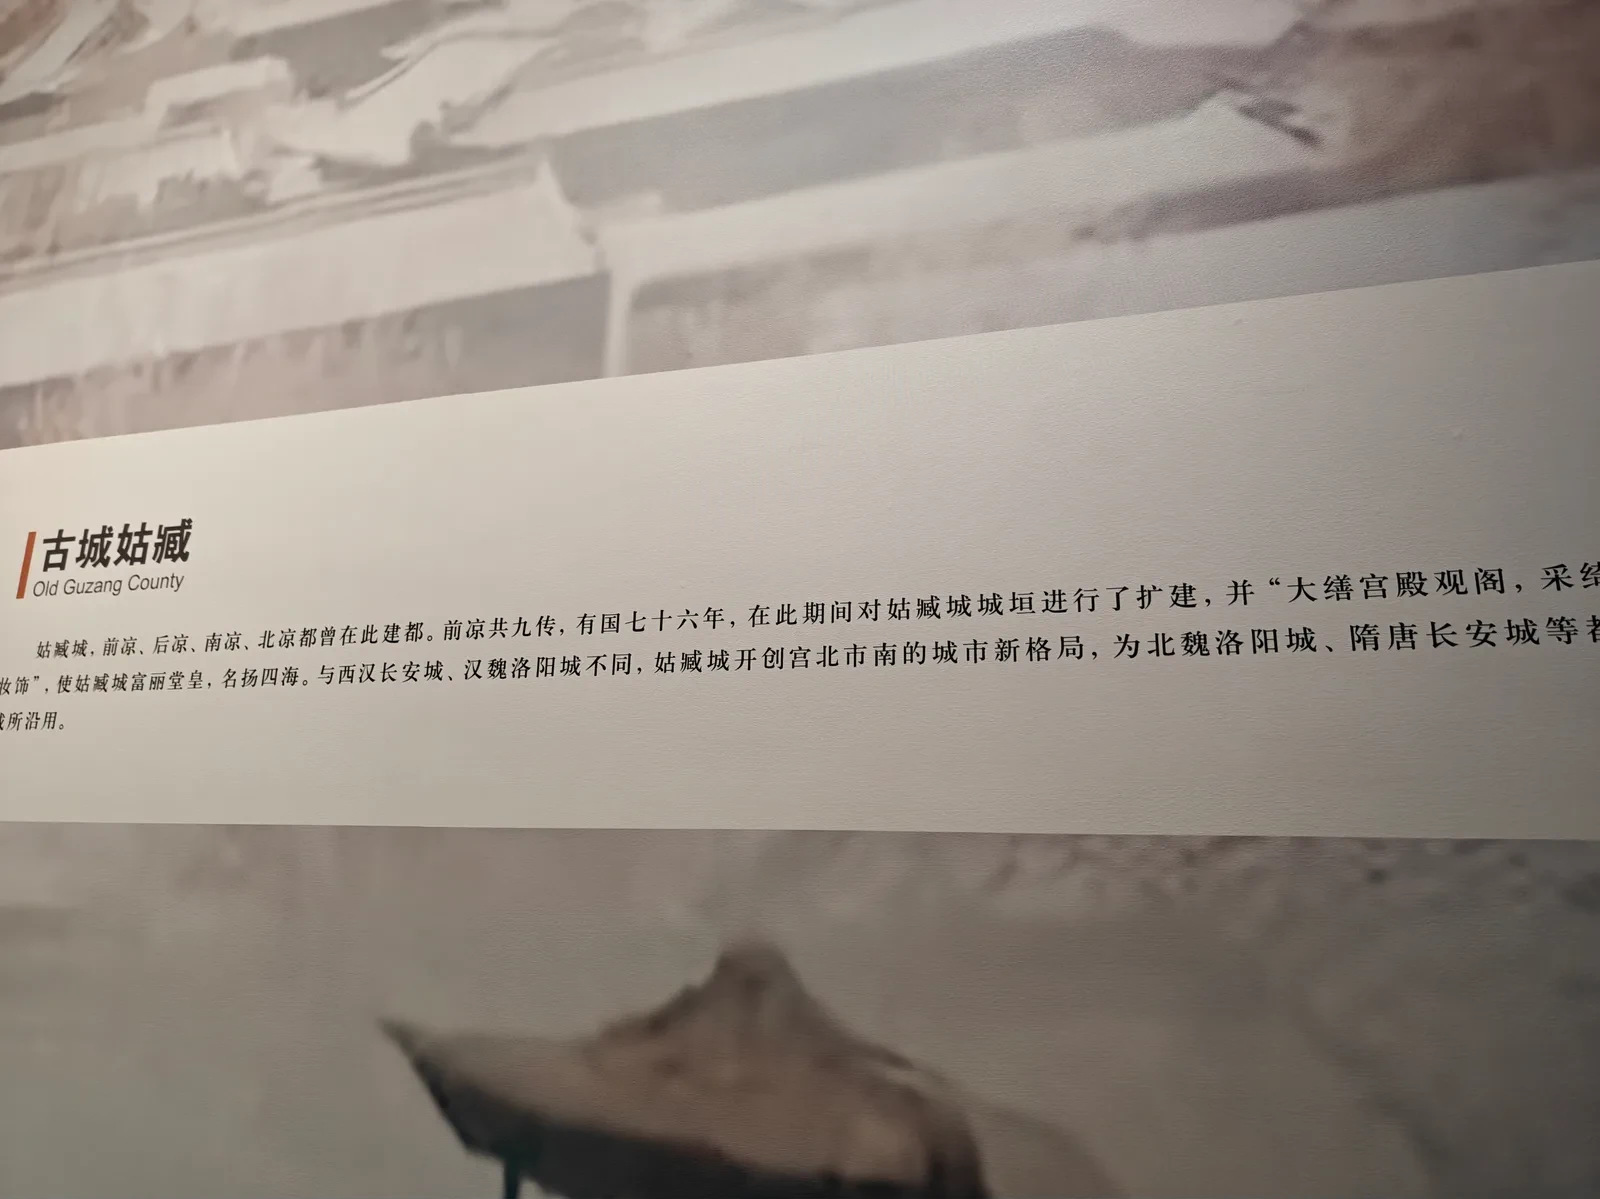 古城姑臧
Old Guzang County
姑臧城，前凉、后凉、南凉、北凉都曾在此建都。前凉共九传，有国七十六年，在此期间对姑臧城城垣进行了扩建，并“大缮宫殿观阁，采
妆饰”，使姑臧城富丽堂皇，名扬四海。与西汉长安城、汉魏洛阳城不同，姑臧城开创宫北市南的城市新格局，为北魏洛阳城、隋唐长安城等
所沿用。